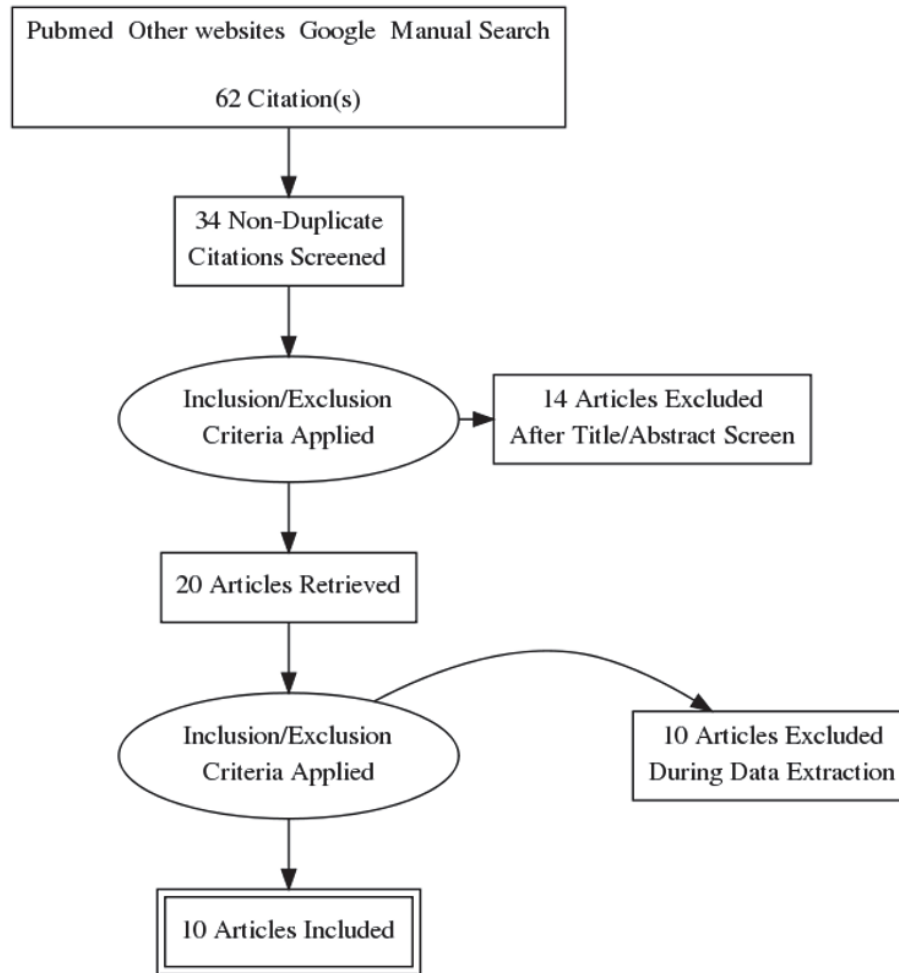 Pubmed Other websites Google Manual Search
62 Citation(s)
34 Non-Duplicate
Citations Screened
Inclusion/Exclusion
Criteria Applied
14 Articles Excluded
After Title/Abstract Screen
20 Articles Retrieved
Inclusion/Exclusion
Criteria Applied
10 Articles Excluded
During Data Extraction
10 Articles Included